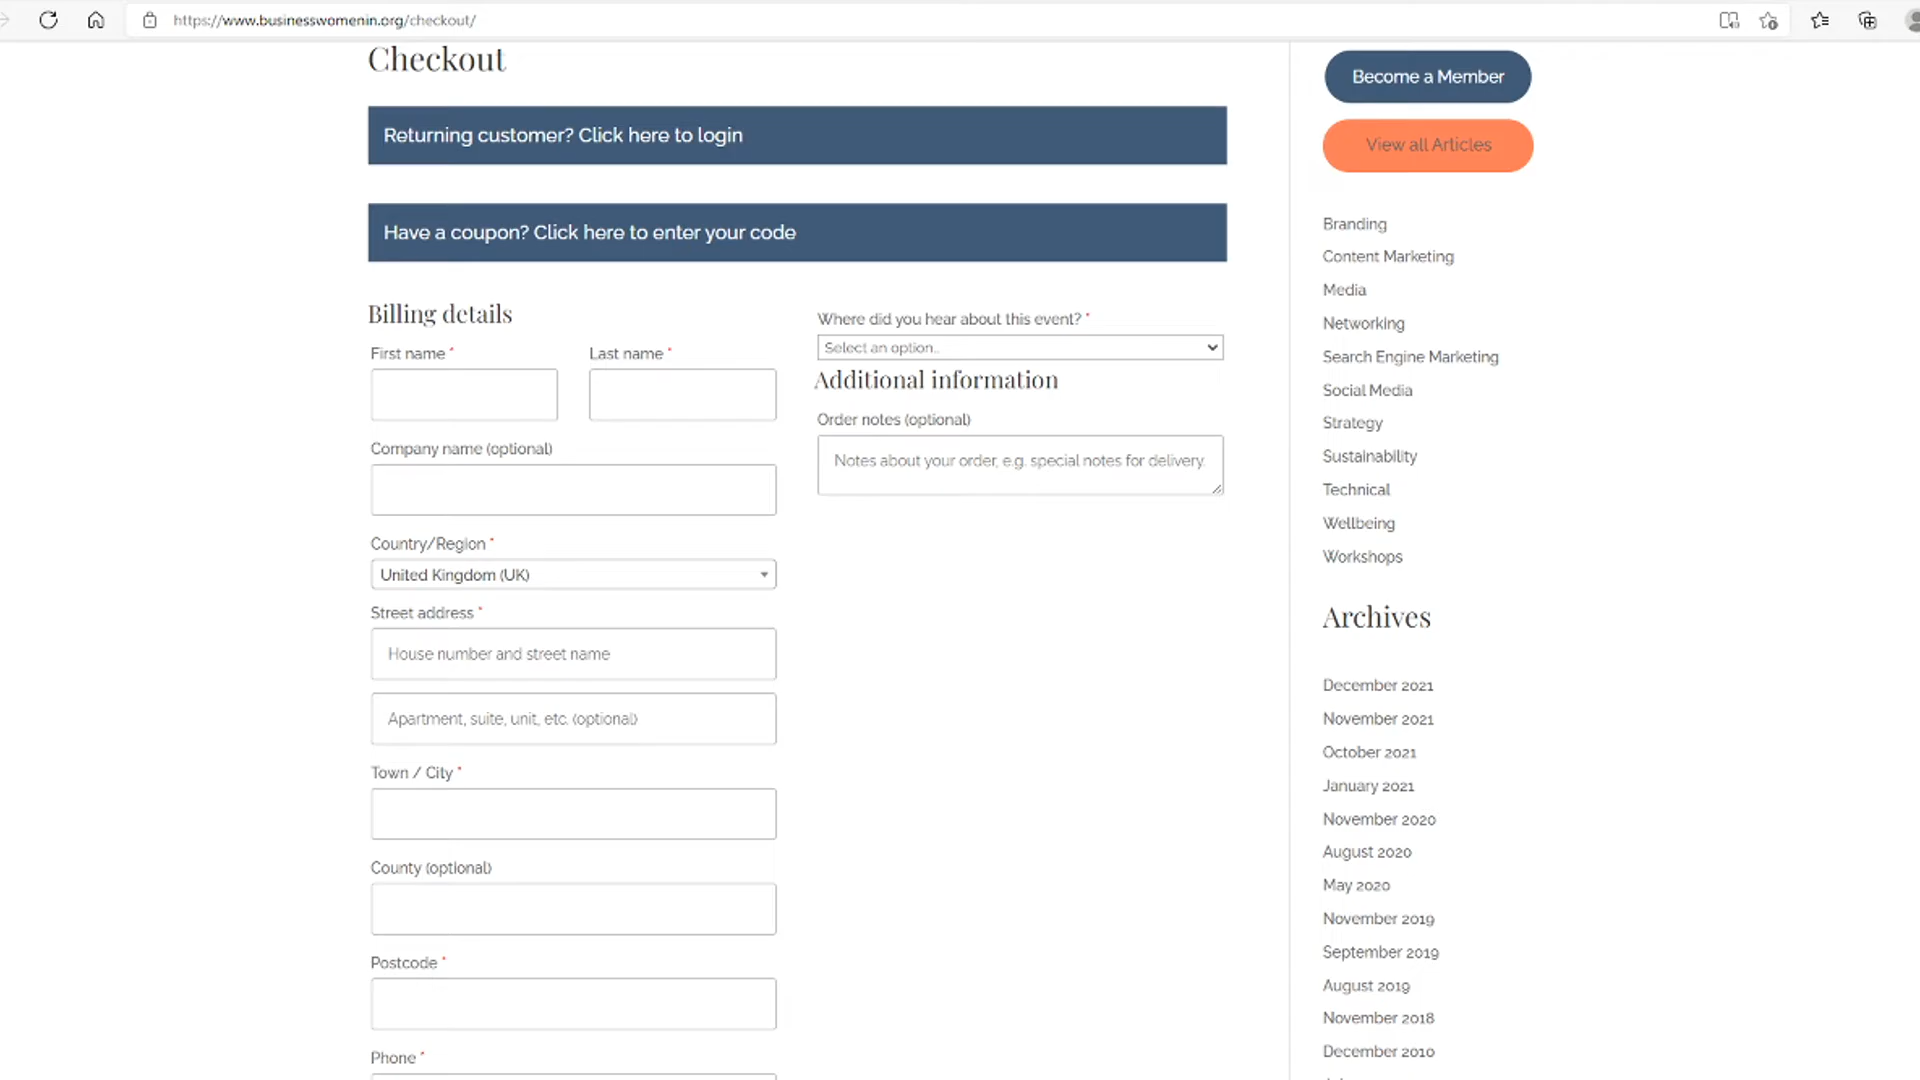 https://www.businesswomenin.org/checkout/
Checkout
Returning customer? Click here to login
Have a coupon? Click here to enter your code
Billing details
First name *
Last name *
Company name (optional)
Country/Region *
United Kingdom (UK)
Street address *
House number and street name
Apartment, suite, unit, etc. (optional)
Town / City *
County (optional)
Postcode *
Phone *
Where did you hear about this event? *
Select an option..
Additional information
Order notes (optional)
Notes about your order, e.g. special notes for delivery.
Become a Member
View all Articles
Branding
Content Marketing
Media
Networking
Search Engine Marketing
Social Media
Strategy
Sustainability
Technical
Wellbeing
Workshops
Archives
December 2021
November 2021
October 2021
January 2021
November 2020
August 2020
May 2020
November 2019
September 2019
August 2019
November 2018
December 2010